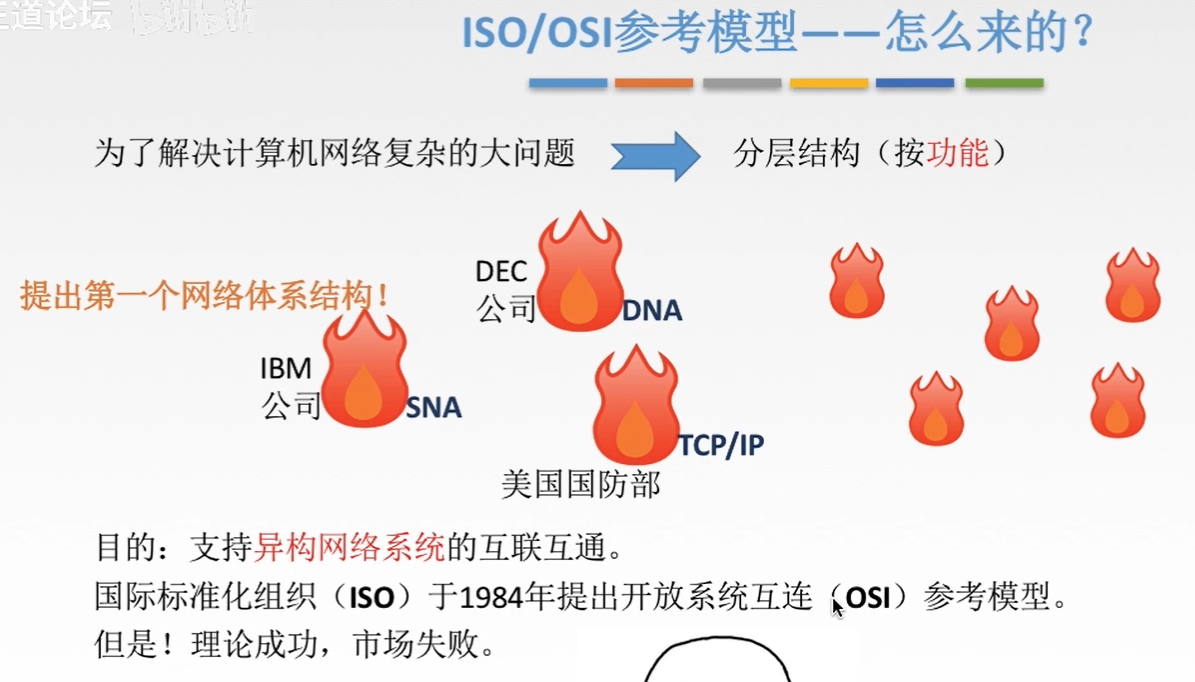 王道论坛 bilibili
ISO/OSI参考模型——怎么来的?
为了解决计算机网络复杂的大问题
分层结构（按功能）
提出第一个网络体系结构！
DEC
公司
DNA
IBM
公司
SNA
TCP/IP
美国国防部
目的：支持异构网络系统的互联互通。
国际标准化组织（ISO）于1984年提出开放系统互连（OSI）参考模型。
但是！理论成功，市场失败。